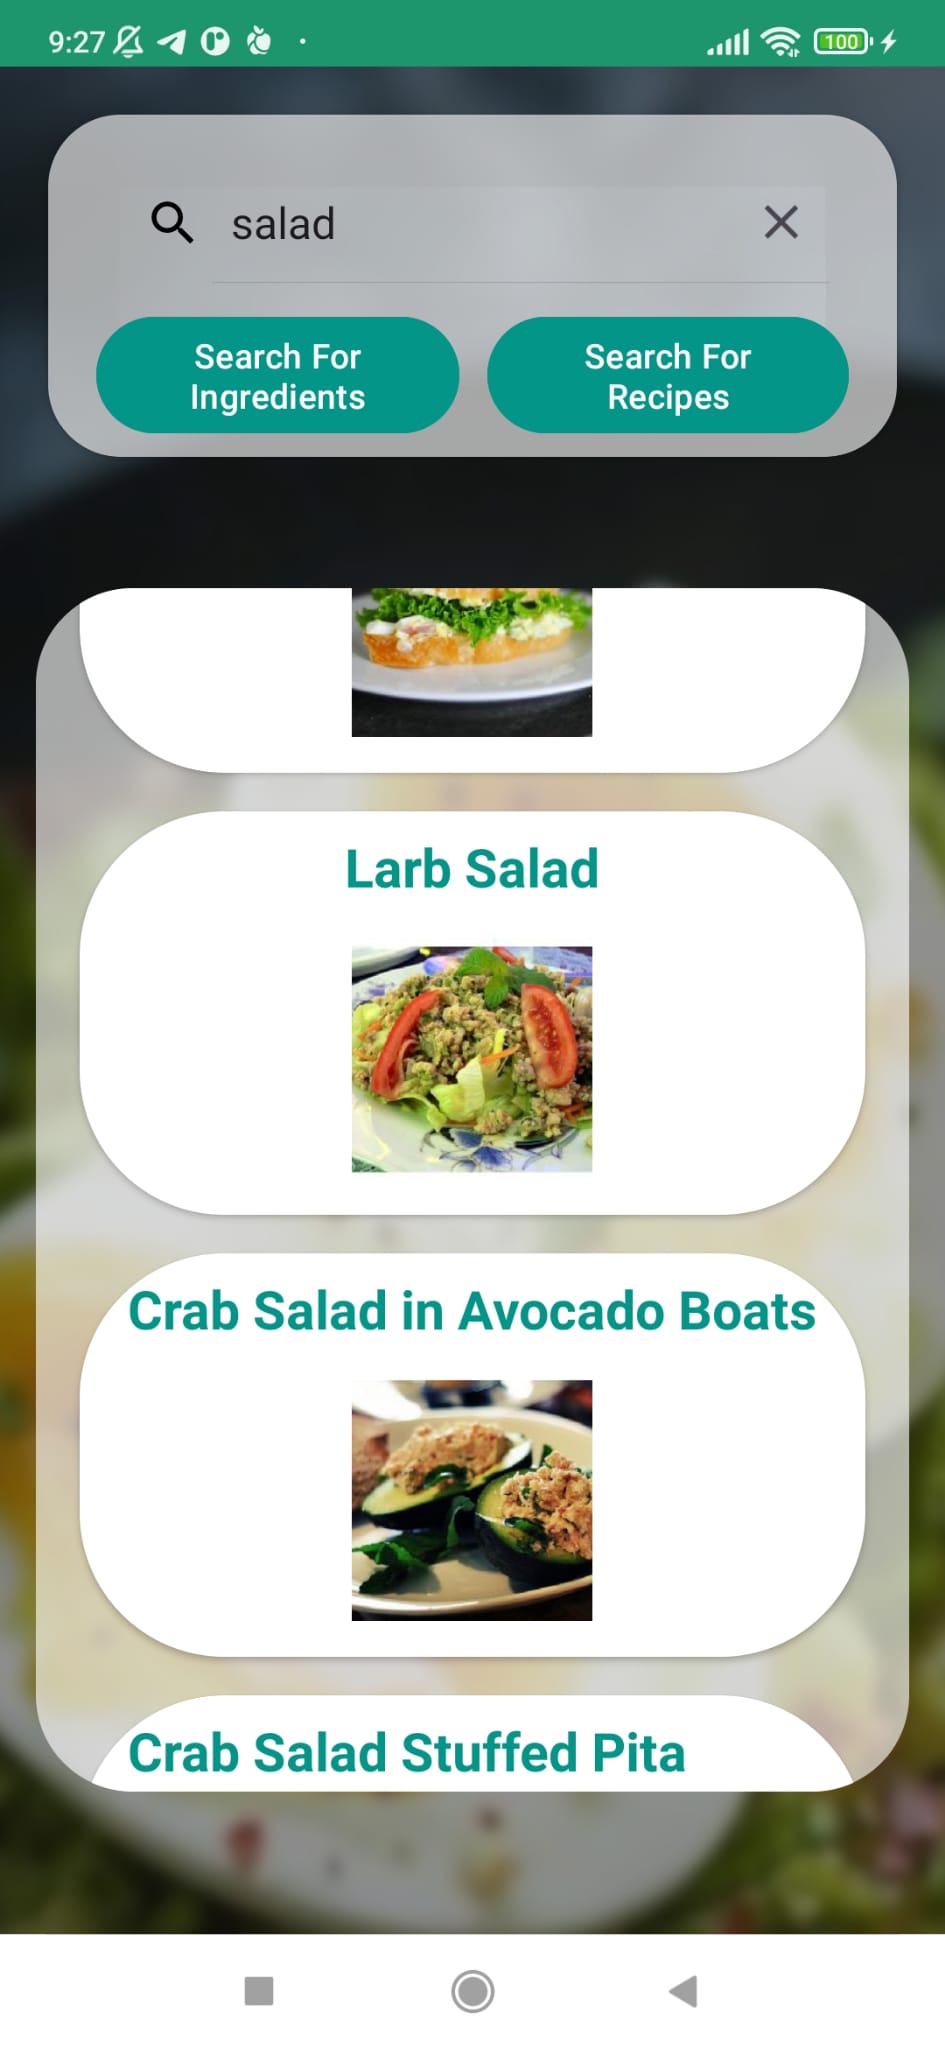 9:27
100
salad
Search For
Ingredients
Search For
Recipes
Larb Salad
Crab Salad in Avocado Boats
Crab Salad Stuffed Pita